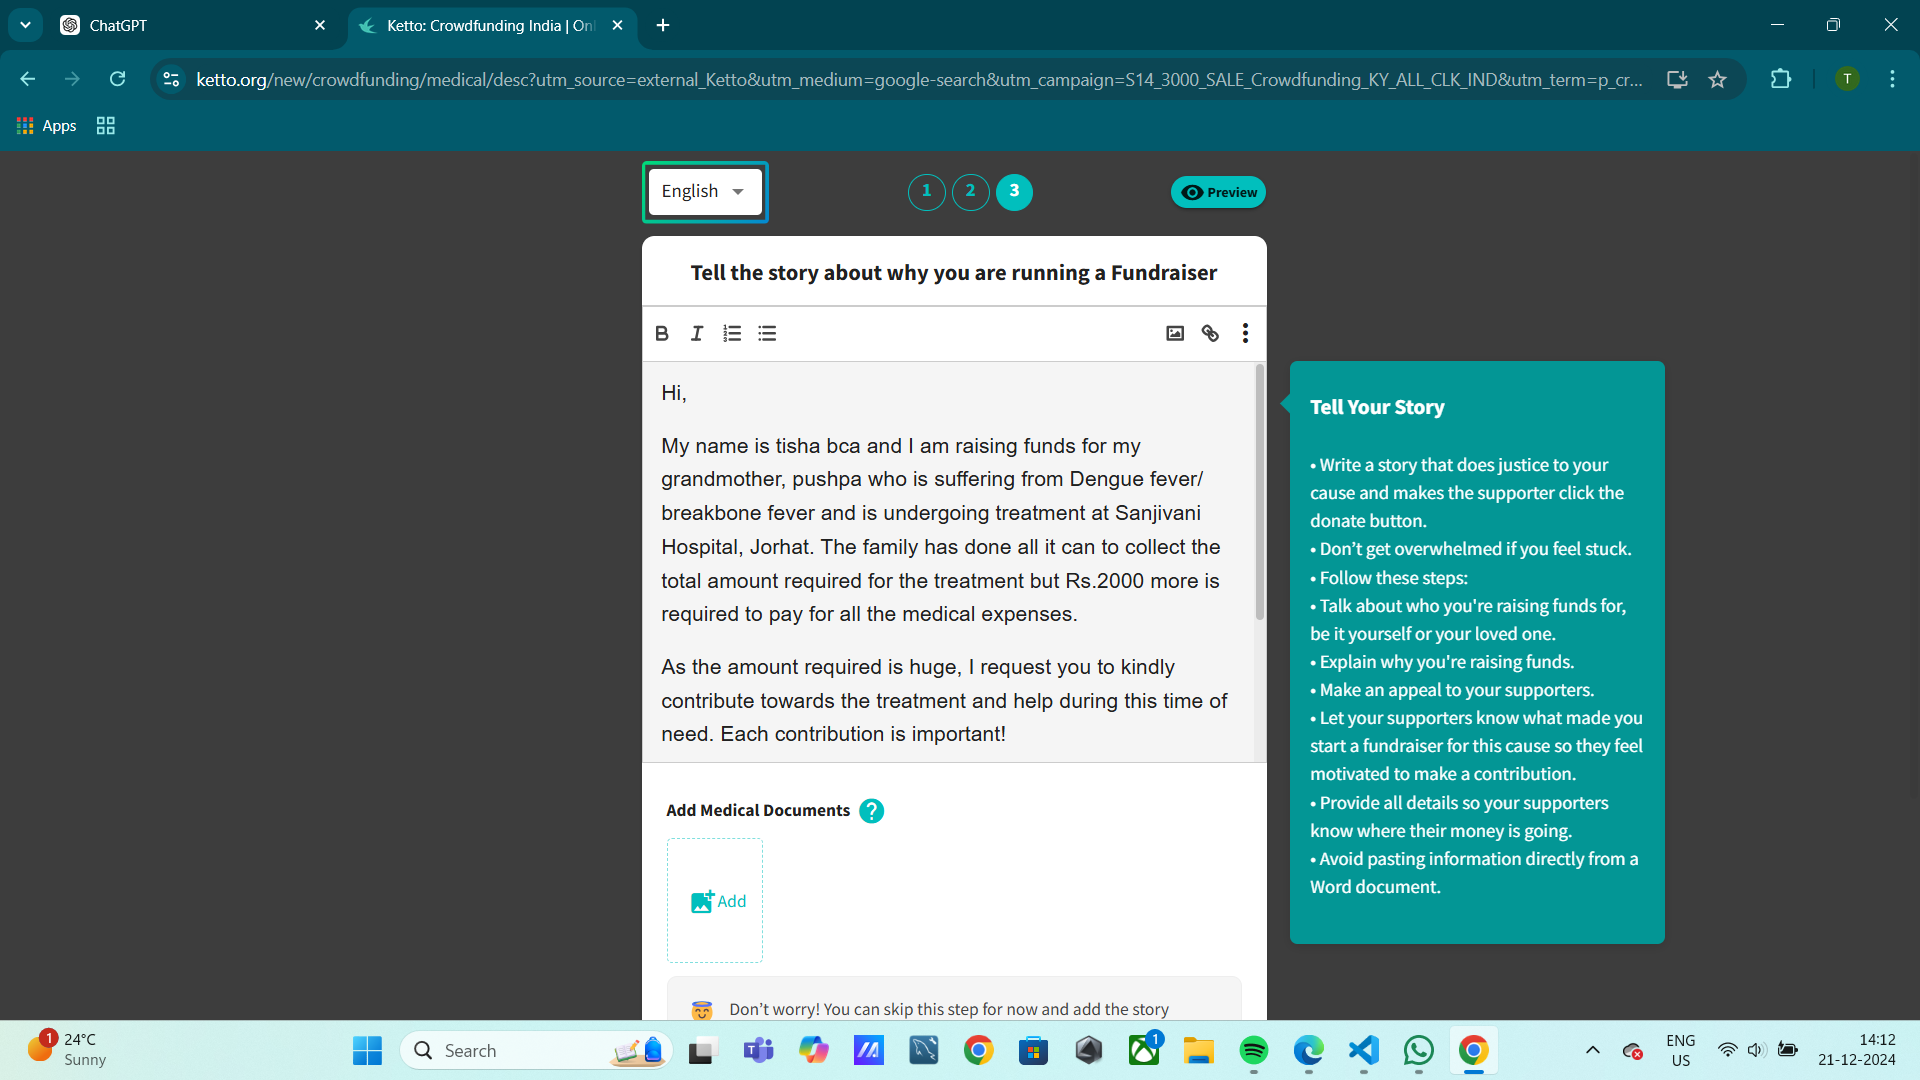 ChatGPT
Ketto: Crowdfunding India | Onl
ketto.org/new/crowdfunding/medical/desc?utm_source=external_Ketto&utm_medium=google-search&utm_campaign=S14_3000_SALE_Crowdfunding_KY_ALL_CLK_IND&utm_term=p_cr...
T
Apps
English
1 2 3
Preview
Tell the story about why you are running a Fundraiser
B I
Hi,
My name is tisha bca and I am raising funds for my
grandmother, pushpa who is suffering from Dengue fever/
breakbone fever and is undergoing treatment at Sanjivani
Hospital, Jorhat. The family has done all it can to collect the
total amount required for the treatment but Rs.2000 more is
required to pay for all the medical expenses.
As the amount required is huge, I request you to kindly
contribute towards the treatment and help during this time of
need. Each contribution is important!
Tell Your Story
• Write a story that does justice to your
cause and makes the supporter click the
donate button.
• Don’t get overwhelmed if you feel stuck.
• Follow these steps:
• Talk about who you're raising funds for,
be it yourself or your loved one.
• Explain why you're raising funds.
• Make an appeal to your supporters.
• Let your supporters know what made you
start a fundraiser for this cause so they feel
motivated to make a contribution.
• Provide all details so your supporters
know where their money is going.
• Avoid pasting information directly from a
Word document.
Add Medical Documents ?
Add
Don’t worry! You can skip this step for now and add the story
1
24°C
Sunny
Search
1
ENG
US
14:12
21-12-2024